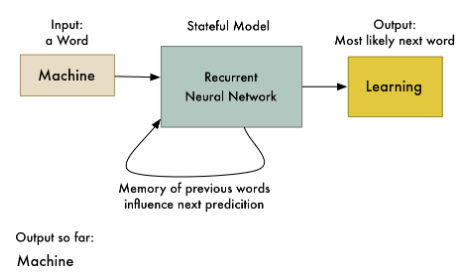 Input:
a Word
Stateful Model
Output:
Most likely next word
Machine
Recurrent
Neural Network
Learning
Memory of previous words
influence next predicition
Output so far:
Machine